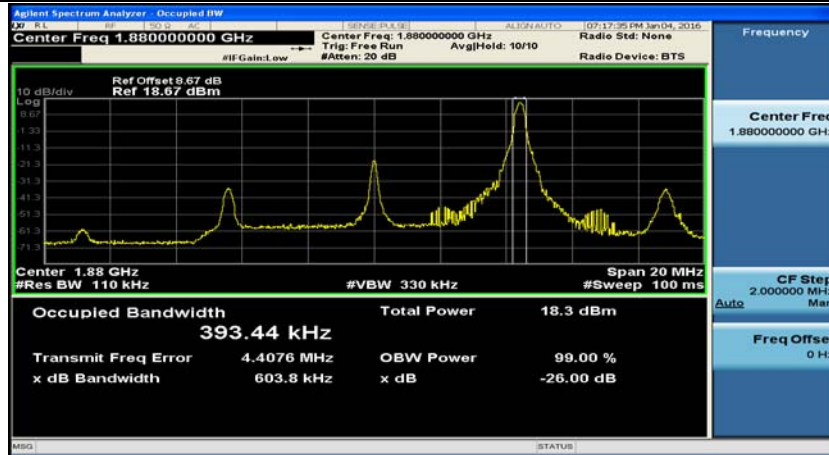 Agilent Spectrum Analyzer - Occupied BW
RL RF 50 Ω AC SENSE:PULSE ALIGN AUTO 07:17:35 PM Jan 04, 2016
Center Freq 1.880000000 GHz Center Freq: 1.880000000 GHz Radio Std: None Frequency
Trig: Free Run Avg|Hold: 10/10
#IFGain:Low #Atten: 20 dB Radio Device: BTS
Ref Offset 8.67 dB
10 dB/div Ref 18.67 dBm
Log
8.67
-1.33
-11.3
-21.3
-31.3
-41.3
-51.3
-61.3
-71.3
Center Freq
1.880000000 GHz
Center 1.88 GHz Span 20 MHz
#Res BW 110 kHz #VBW 330 kHz #Sweep 100 ms
CF Step
2.000000 MHz
Auto Man
Occupied Bandwidth Total Power 18.3 dBm
393.44 kHz
Transmit Freq Error 4.4076 MHz OBW Power 99.00 %
x dB Bandwidth 603.8 kHz x dB -26.00 dB
Freq Offse
0 Hz
MSG STATUS